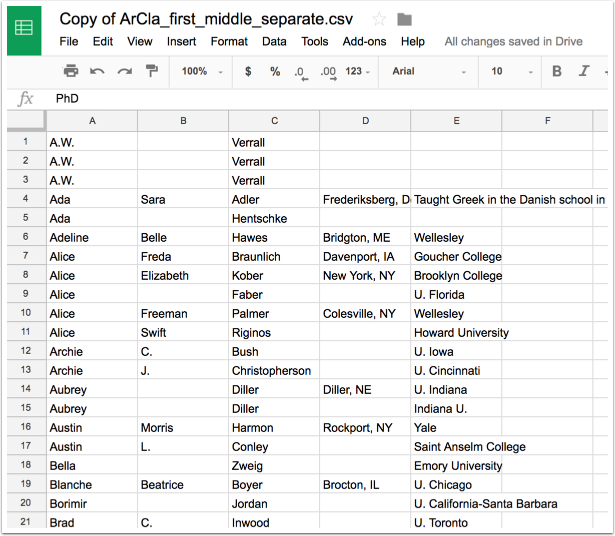 Copy of ArCla_first_middle_separate.csv
File Edit View Insert Format Data Tools Add-ons Help All changes saved in Drive
100% $ % .0 .00 123 Arial 10 B I
fx PhD
A B C D E F
1 A.W. Verrall
2 A.W. Verrall
3 A.W. Verrall
4 Ada Sara Adler Frederiksberg, D Taught Greek in the Danish school in
5 Ada Hentschke
6 Adeline Belle Hawes Bridgton, ME Wellesley
7 Alice Freda Braunlich Davenport, IA Goucher College
8 Alice Elizabeth Kober New York, NY Brooklyn College
9 Alice Faber U. Florida
10 Alice Freeman Palmer Colesville, NY Wellesley
11 Alice Swift Riginos Howard University
12 Archie C. Bush U. Iowa
13 Archie J. Christopherson U. Cincinnati
14 Aubrey Diller Diller, NE U. Indiana
15 Aubrey Diller Indiana U.
16 Austin Morris Harmon Rockport, NY Yale
17 Austin L. Conley Saint Anselm College
18 Bella Zweig Emory University
19 Blanche Beatrice Boyer Brocton, IL U. Chicago
20 Borimir Jordan U. California-Santa Barbara
21 Brad C. Inwood U. Toronto